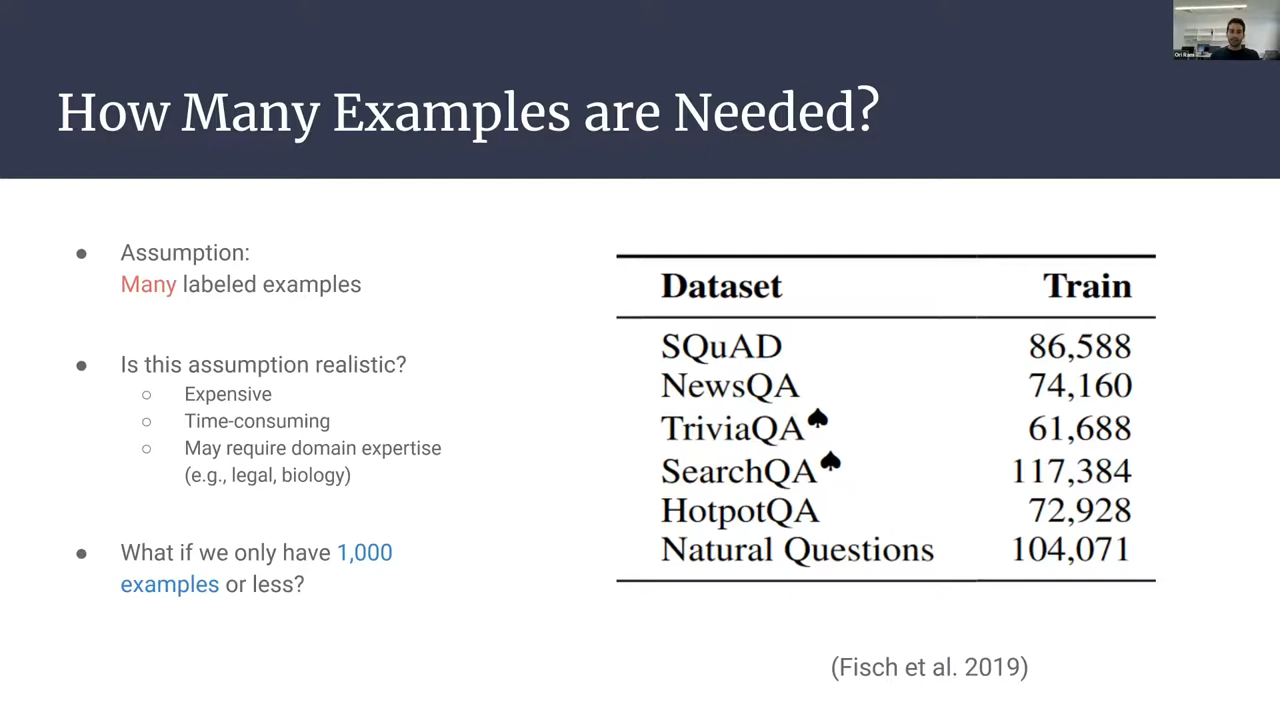 How Many Examples are Needed?
● Assumption:
Many labeled examples
● Is this assumption realistic?
○ Expensive
○ Time-consuming
○ May require domain expertise
(e.g., legal, biology)
● What if we only have 1,000
examples or less?
Dataset Train
SQuAD 86,588
NewsQA 74,160
TriviaQA♠ 61,688
SearchQA♠ 117,384
HotpotQA 72,928
Natural Questions 104,071
(Fisch et al. 2019)
Ori Ram